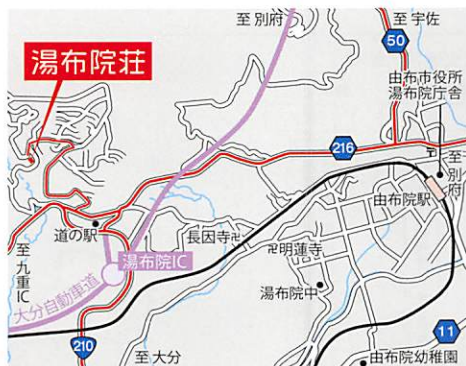 至 別府
至 宇佐
50
湯布院荘
由布市役所
湯布院庁舎
216
至
別
府
由布院駅
道の駅
長因寺卍
卍明蓮寺
湯布院IC
至
九
重
IC
大分自動車道
湯布院中
11
210
至 大分
由布院幼稚園